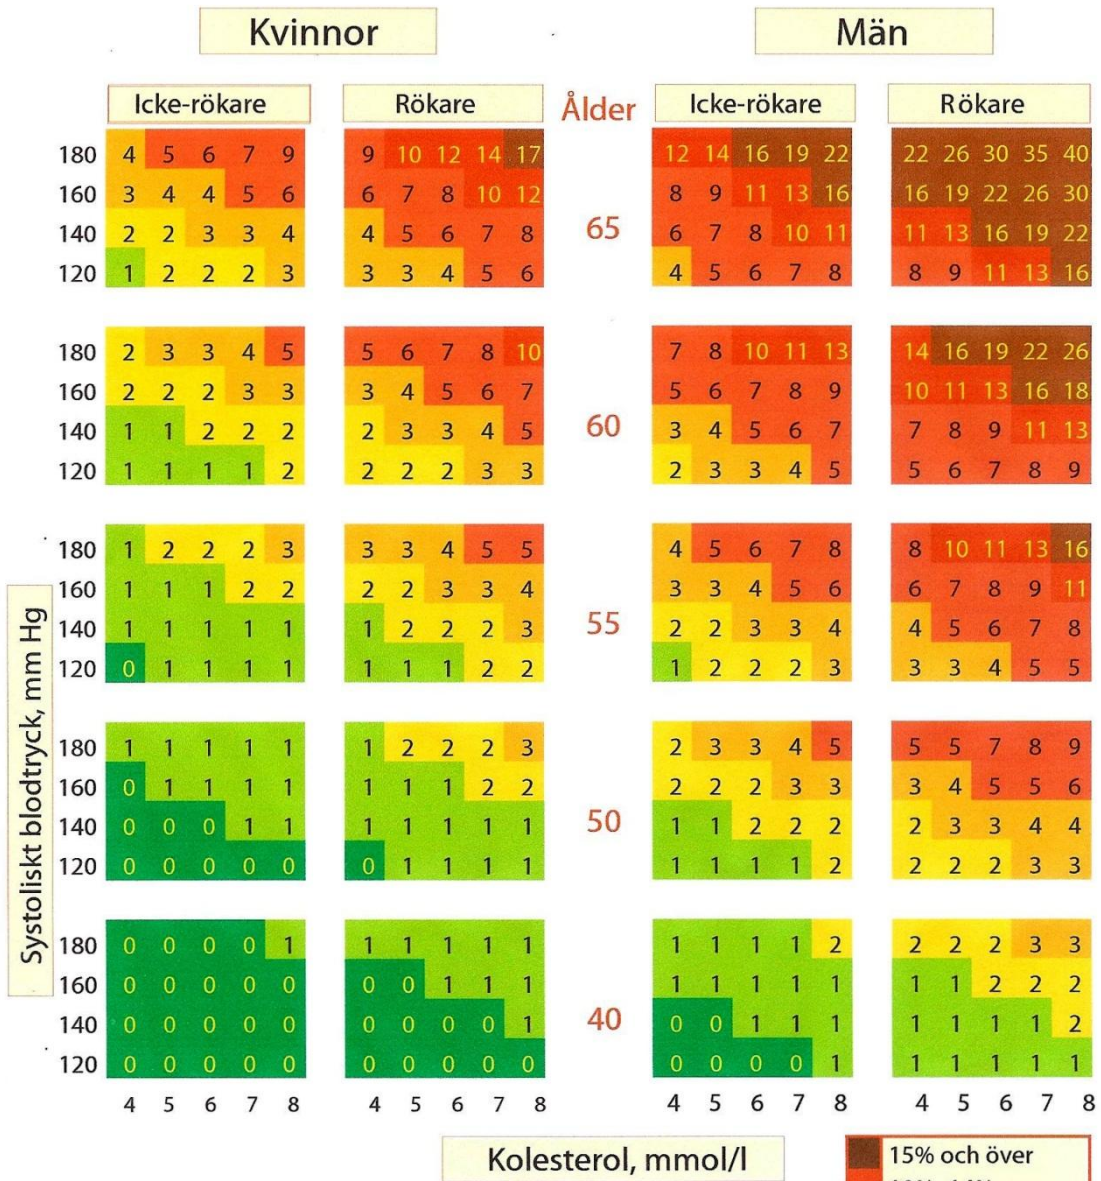 Kvinnor Män
Icke-rökare Rökare Ålder Icke-rökare Rökare
180 4 5 6 7 9 9 10 12 14 17 12 14 16 19 22 22 26 30 35 40
160 3 4 4 5 6 6 7 8 10 12 8 9 11 13 16 16 19 22 26 30
65
140 2 2 3 3 4 4 5 6 7 8 6 7 8 10 11 11 13 16 19 22
120 1 2 2 2 3 3 3 4 5 6 4 5 6 7 8 8 9 11 13 16
180 2 3 3 4 5 5 6 7 8 10 7 8 10 11 13 14 16 19 22 26
160 2 2 2 3 3 3 4 5 6 7 5 6 7 8 9 10 11 13 16 18
60
140 1 1 2 2 2 2 3 3 4 5 3 4 5 6 7 7 8 9 11 13
120 1 1 1 1 2 2 2 2 3 3 2 3 3 4 5 5 6 7 8 9
180 1 2 2 2 3 3 3 4 5 5 4 5 6 7 8 8 10 11 13 16
160 1 1 1 2 2 2 2 3 3 4 3 3 4 5 6 6 7 8 9 11
55
140 1 1 1 1 1 1 2 2 2 3 2 2 3 3 4 4 5 6 7 8
120 0 1 1 1 1 1 1 1 2 2 1 2 2 2 3 3 3 4 5 5
Systoliskt blodtryck, mm Hg
180 1 1 1 1 1 1 2 2 2 3 2 3 3 4 5 5 5 7 8 9
160 0 1 1 1 1 1 1 1 2 2 2 2 2 3 3 3 4 5 5 6
50
140 0 0 0 1 1 1 1 1 1 1 1 1 2 2 2 2 3 3 4 4
120 0 0 0 0 0 0 1 1 1 1 1 1 1 1 2 2 2 2 3 3
180 0 0 0 0 1 1 1 1 1 1 1 1 1 1 2 2 2 2 3 3
160 0 0 0 0 0 0 0 1 1 1 1 1 1 1 1 1 1 2 2 2
40
140 0 0 0 0 0 0 0 0 0 1 0 0 1 1 1 1 1 1 1 2
120 0 0 0 0 0 0 0 0 0 0 0 0 0 0 1 1 1 1 1 1
4 5 6 7 8 4 5 6 7 8 4 5 6 7 8 4 5 6 7 8
Kolesterol, mmol/l
15% och över